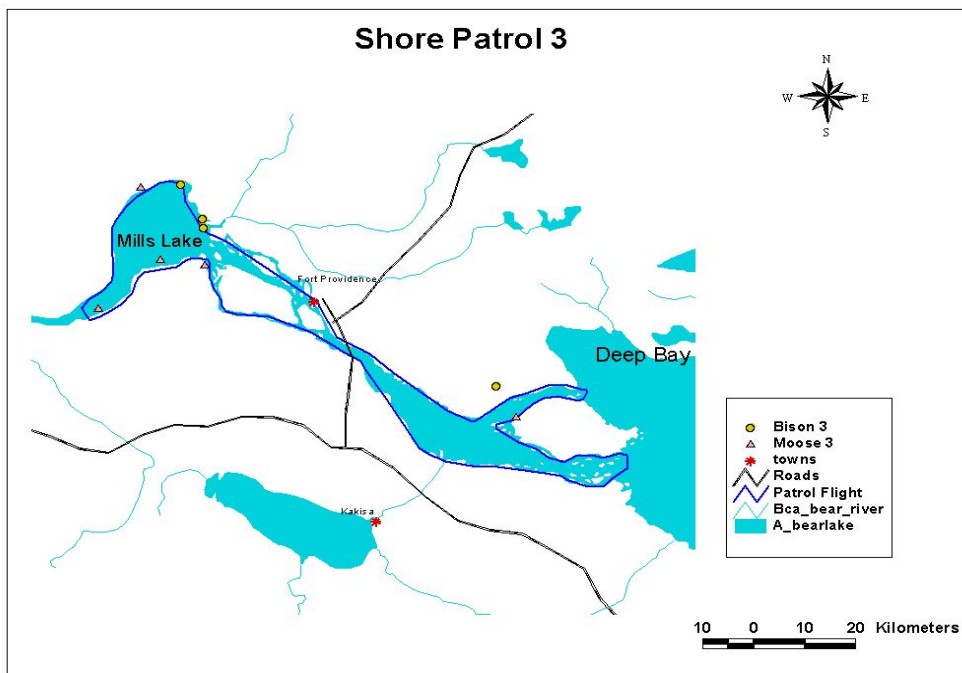 Shore Patrol 3
N
W E
S
Mills Lake
Fort Providence
Deep Bay
Kakisa
Bison 3
Moose 3
towns
Roads
Patrol Flight
Bca_bear_river
A_bearlake
10 0 10 20 Kilometers